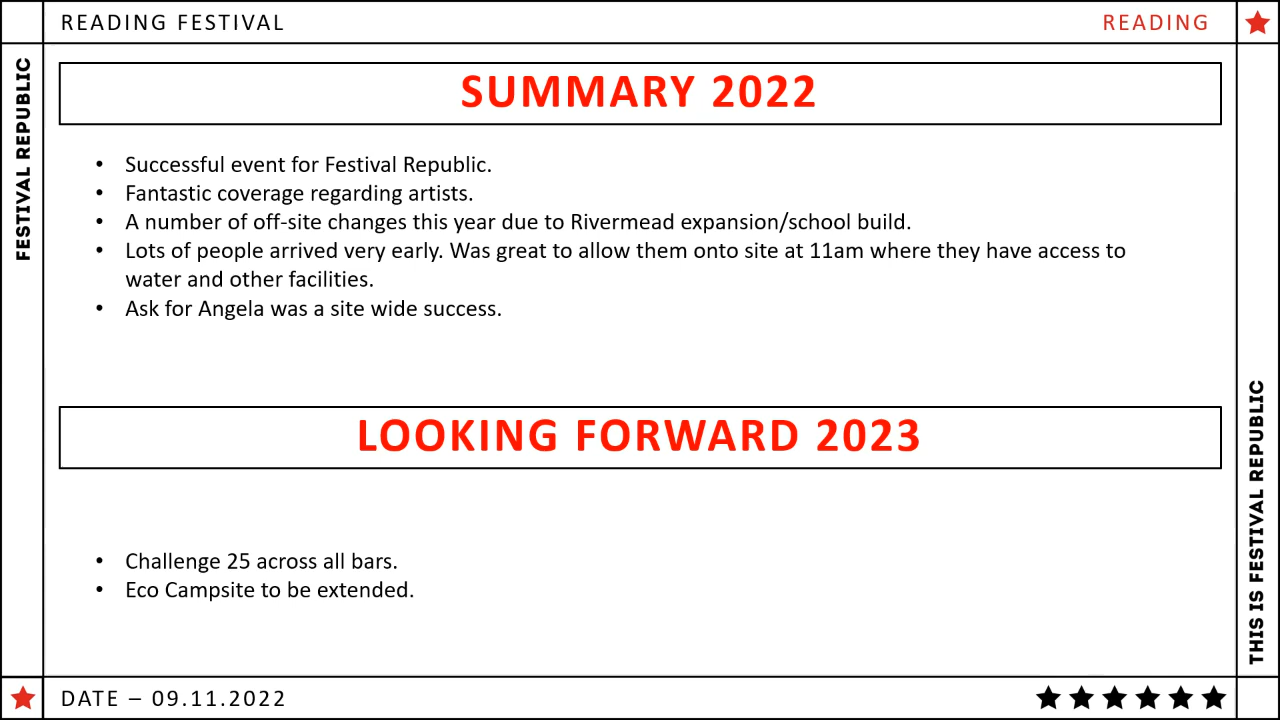 READING FESTIVAL
READING
FESTIVAL REPUBLIC
SUMMARY 2022
• Successful event for Festival Republic.
• Fantastic coverage regarding artists.
• A number of off-site changes this year due to Rivermead expansion/school build.
• Lots of people arrived very early. Was great to allow them onto site at 11am where they have access to
water and other facilities.
• Ask for Angela was a site wide success.
LOOKING FORWARD 2023
• Challenge 25 across all bars.
• Eco Campsite to be extended.
THIS IS FESTIVAL REPUBLIC
DATE – 09.11.2022